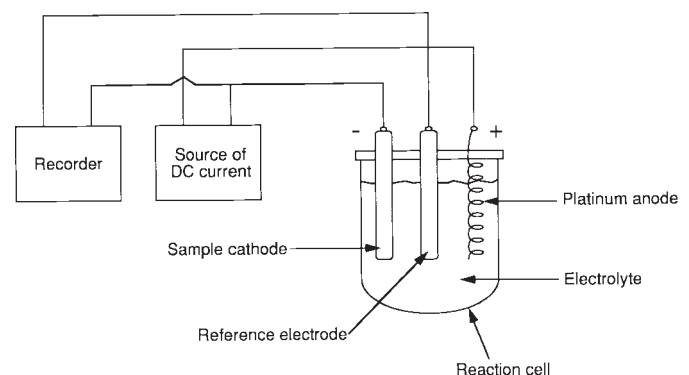 Recorder
Source of
DC current
-
+
Platinum anode
Sample cathode
Electrolyte
Reference electrode
Reaction cell